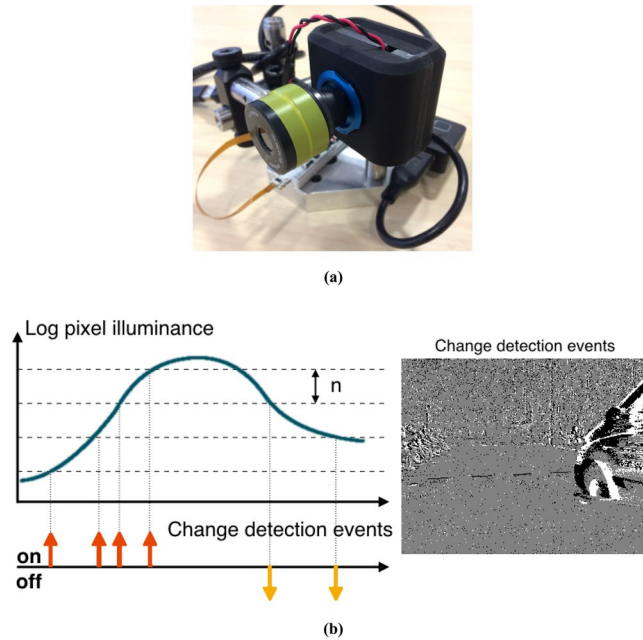 (a)
Log pixel illuminance
n
Change detection events
on
off
Change detection events
(b)